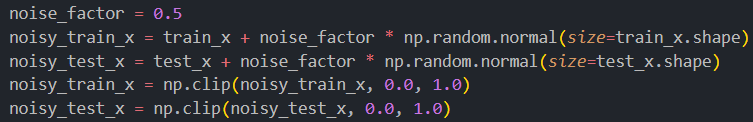 noise_factor = 0.5
noisy_train_x = train_x + noise_factor * np.random.normal(size=train_x.shape)
noisy_test_x = test_x + noise_factor * np.random.normal(size=test_x.shape)
noisy_train_x = np.clip(noisy_train_x, 0.0, 1.0)
noisy_test_x = np.clip(noisy_test_x, 0.0, 1.0)